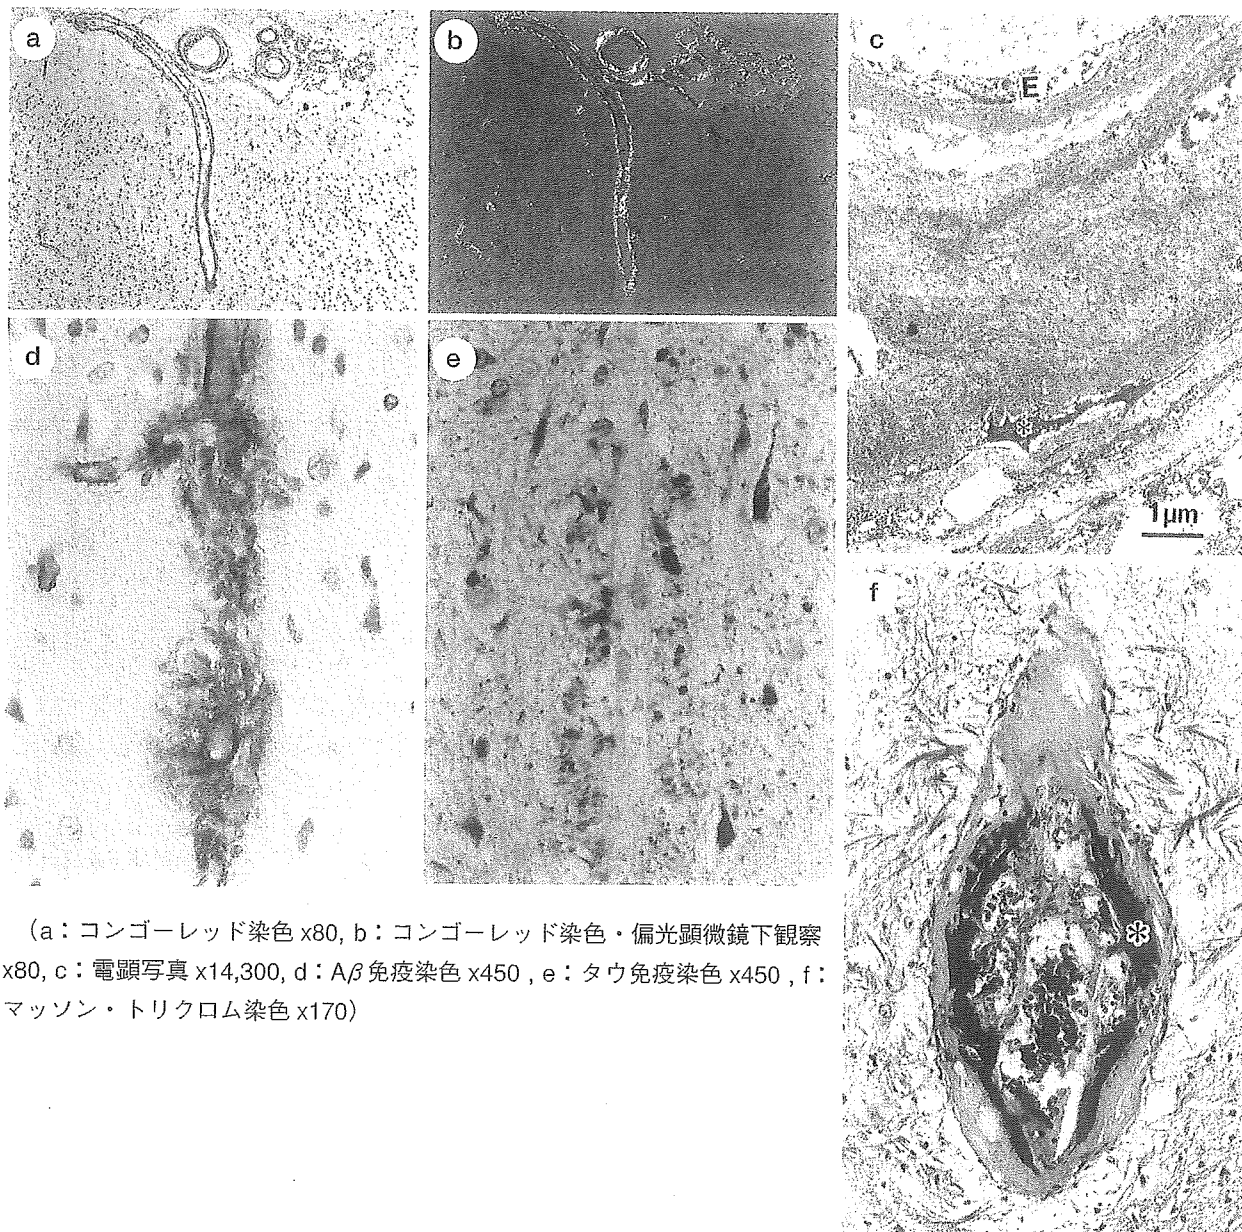 a
b
c
E
*
1μm
d
e
f
*
（a：コンゴーレッド染色 x80, b：コンゴーレッド染色・偏光顕微鏡下観察
x80, c：電顕写真 x14,300, d：Aβ免疫染色 x450 , e：タウ免疫染色 x450 , f：
マッソン・トリクロム染色 x170）